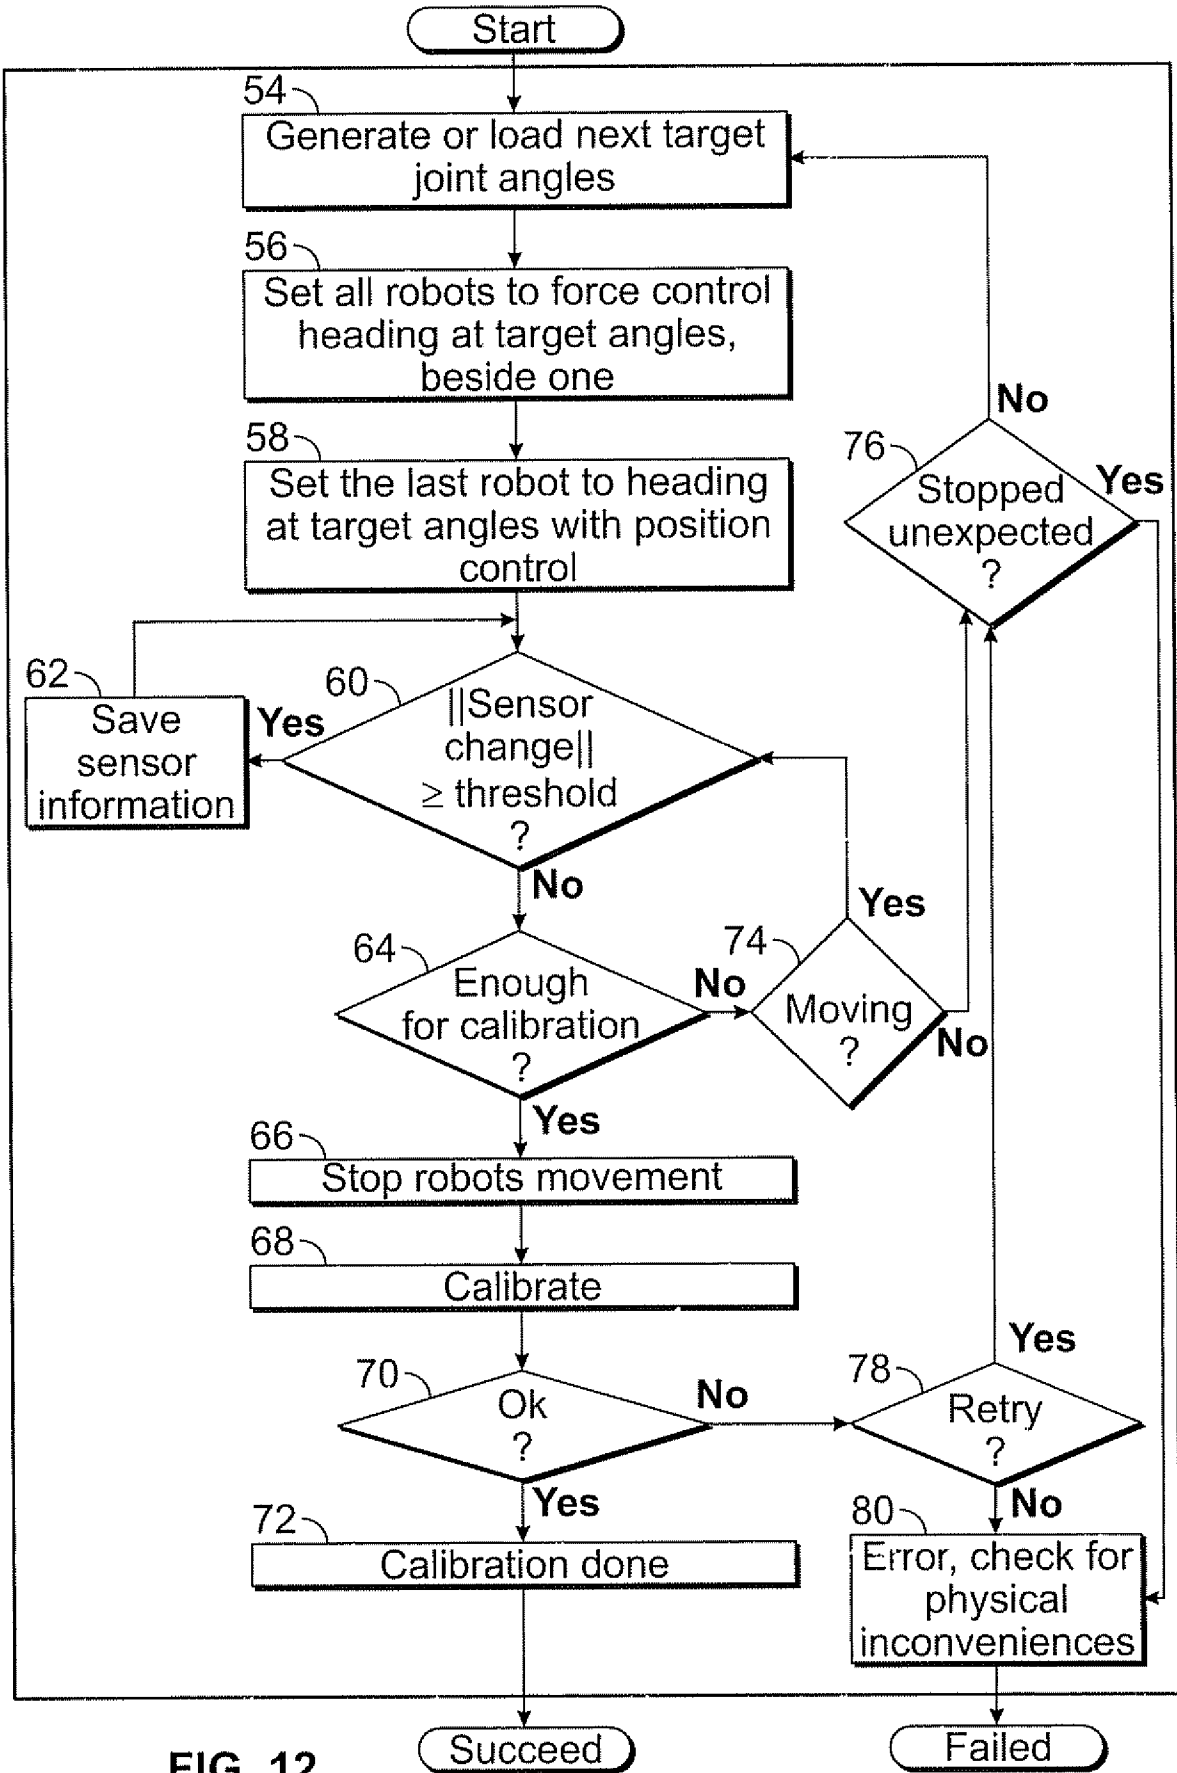 Start
54
Generate or load next target
joint angles
56
Set all robots to force control
heading at target angles,
beside one
58
Set the last robot to heading
at target angles with position
control
No
76
Stopped
unexpected
?
Yes
62
Save
sensor
information
Yes
60
||Sensor
change||
≥ threshold
?
No
64
Enough
for calibration
?
No
74
Moving
?
Yes
No
Yes
66
Stop robots movement
68
Calibrate
70
Ok
?
No
78
Retry
?
Yes
Yes
No
72
Calibration done
80
Error, check for
physical
inconveniences
Succeed
Failed
FIG. 12